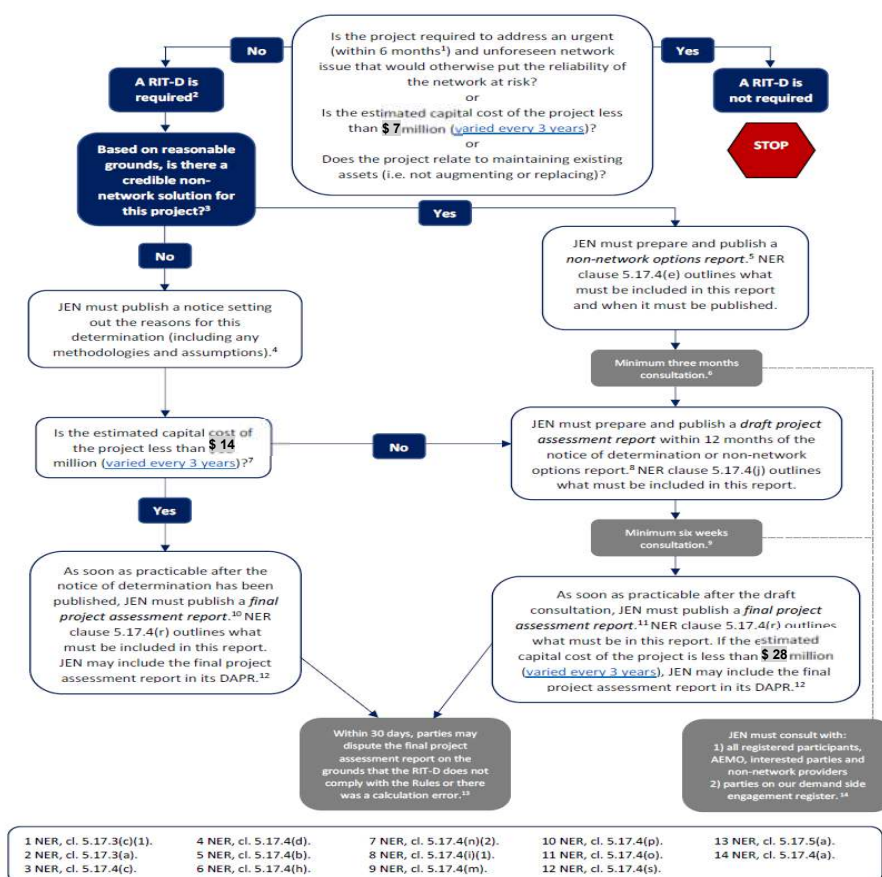 Is the project required to address an urgent
(within 6 months¹) and unforeseen network
issue that would otherwise put the reliability of
the network at risk?
or
Is the estimated capital cost of the project less
than $ 7 million (varied every 3 years)?
or
Does the project relate to maintaining existing
assets (i.e. not augmenting or replacing)?
No
Yes
A RIT-D is
required²
A RIT-D is
not required
STOP
Based on reasonable
grounds, is there a
credible non-
network solution for
this project?³
Yes
No
JEN must prepare and publish a
non-network options report.⁵ NER
clause 5.17.4(e) outlines what
must be included in this report
and when it must be published.
JEN must publish a notice setting
out the reasons for this
determination (including any
methodologies and assumptions).⁴
Minimum three months
consultation.⁶
Is the estimated capital cost of
the project less than $ 14
million (varied every 3 years)?⁷
No
JEN must prepare and publish a draft project
assessment report within 12 months of the
notice of determination or non-network
options report.⁸ NER clause 5.17.4(j) outlines
what must be included in this report.
Yes
Minimum six weeks
consultation.⁹
As soon as practicable after the
notice of determination has been
published, JEN must publish a final
project assessment report.¹⁰ NER
clause 5.17.4(r) outlines what
must be included in this report.
JEN may include the final project
assessment report in its DAPR.¹²
As soon as practicable after the draft
consultation, JEN must publish a final project
assessment report.¹¹ NER clause 5.17.4(r) outlines
what must be in this report. If the estimated
capital cost of the project is less than $ 28 million
(varied every 3 years), JEN may include the final
project assessment report in its DAPR.¹²
Within 30 days, parties may
dispute the final project
assessment report on the
grounds that the RIT-D does not
comply with the Rules or there
was a calculation error.¹³
JEN must consult with:
1) all registered participants,
AEMO, interested parties and
non-network providers
2) parties on our demand side
engagement register. ¹⁴
1 NER, cl. 5.17.3(c)(1).
2 NER, cl. 5.17.3(a).
3 NER, cl. 5.17.4(c).
4 NER, cl. 5.17.4(d).
5 NER, cl. 5.17.4(b).
6 NER, cl. 5.17.4(h).
7 NER, cl. 5.17.4(n)(2).
8 NER, cl. 5.17.4(i)(1).
9 NER, cl. 5.17.4(m).
10 NER, cl. 5.17.4(p).
11 NER, cl. 5.17.4(o).
12 NER, cl. 5.17.4(s).
13 NER, cl. 5.17.5(a).
14 NER, cl. 5.17.4(a).